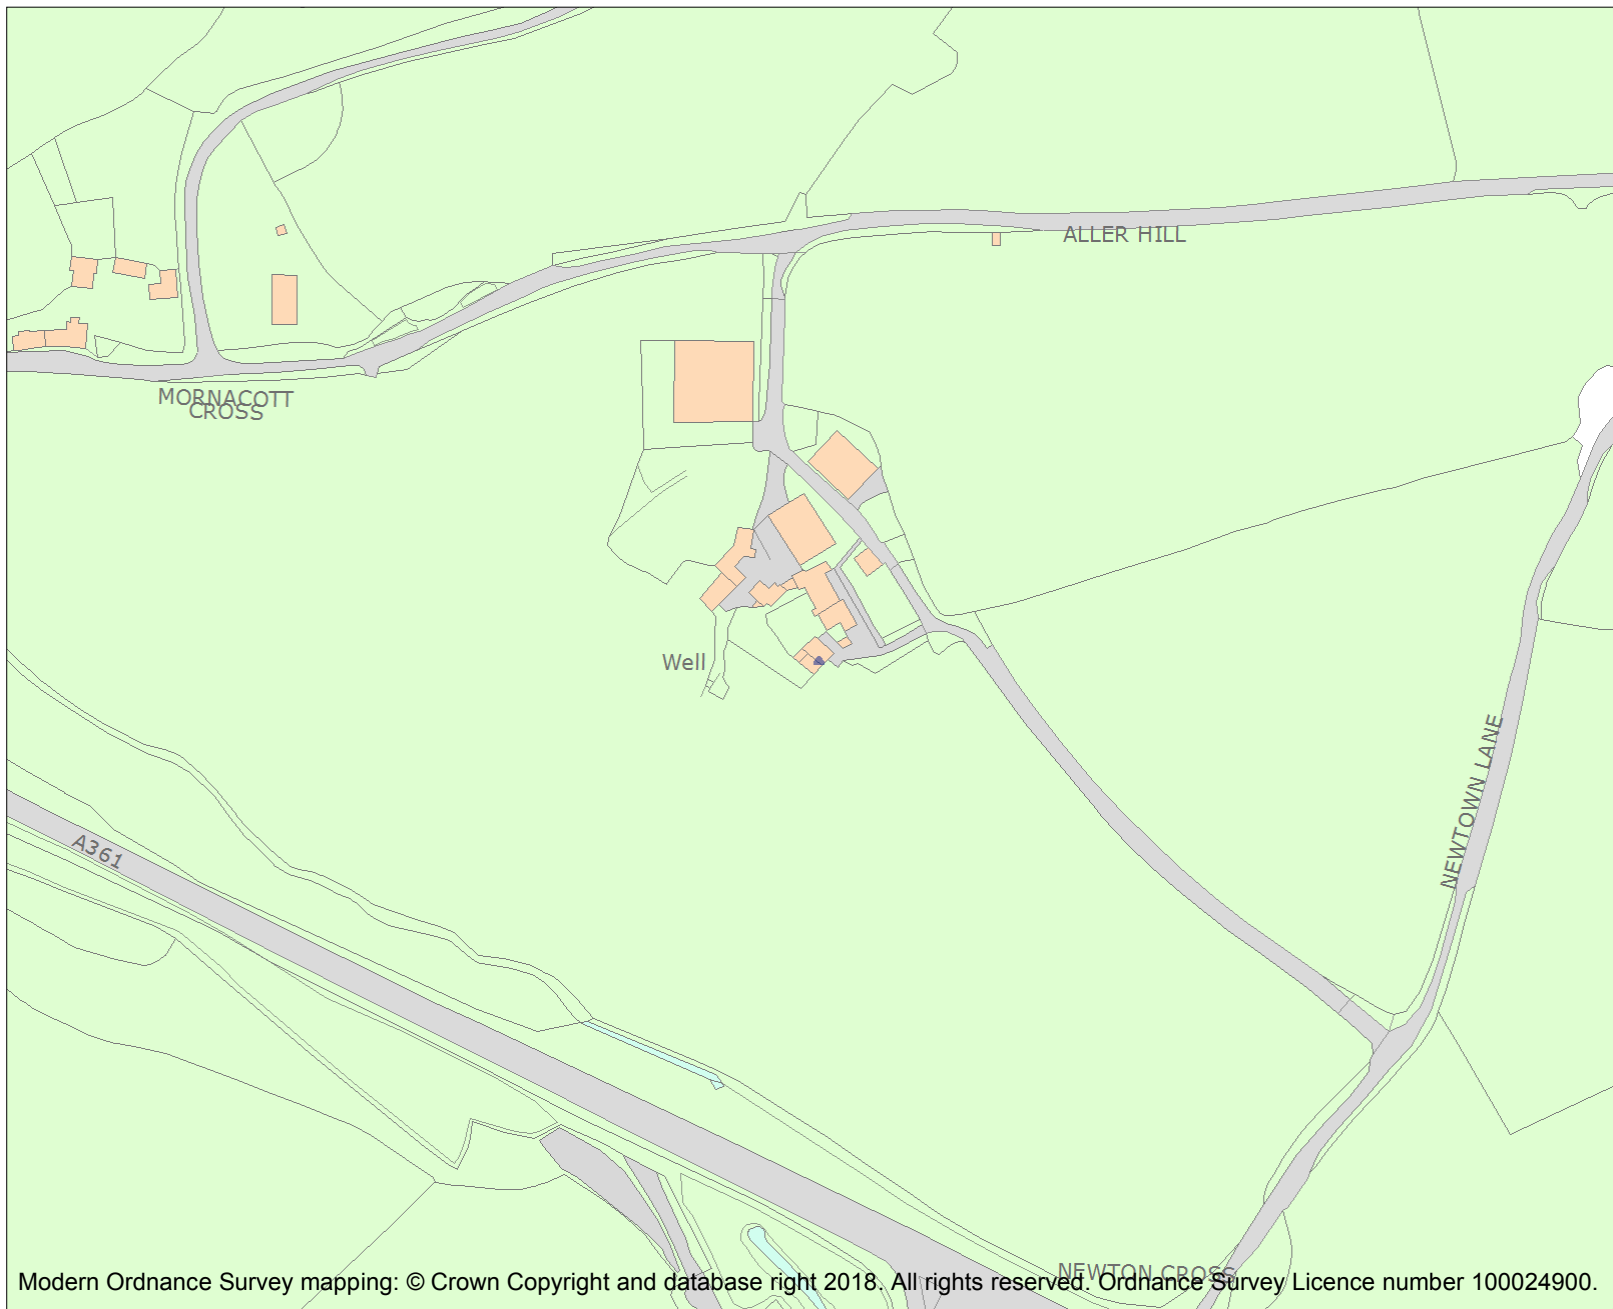 ALLER HILL
MORNACOTT
CROSS
Well
NEWTOWN LANE
A361
NEWTON CROSS
Modern Ordnance Survey mapping: © Crown Copyright and database right 2018. All rights reserved. Ordnance Survey Licence number 100024900.